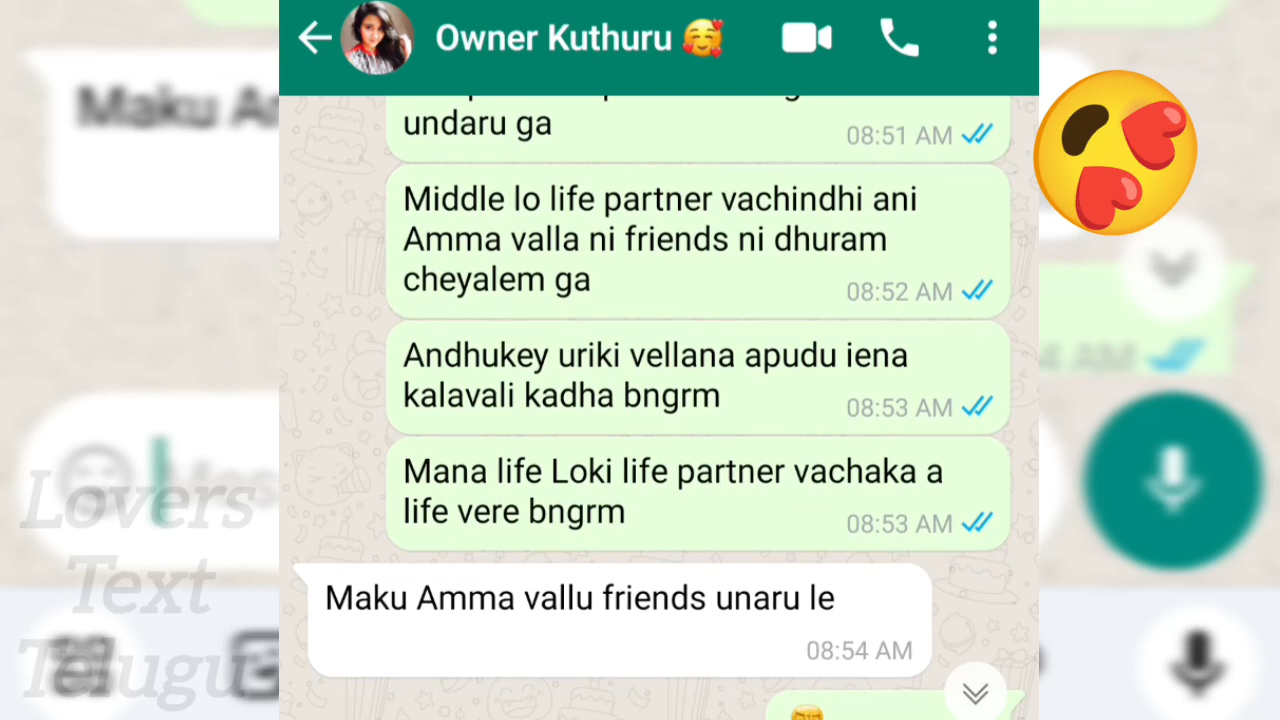 Owner Kuthuru 🥰
undaru ga
08:51 AM
Middle lo life partner vachindhi ani
Amma valla ni friends ni dhuram
cheyalem ga
08:52 AM
Andhukey uriki vellana apudu iena
kalavali kadha bngrm
08:53 AM
Mana life Loki life partner vachaka a
life vere bngrm
08:53 AM
Maku Amma vallu friends unaru le
08:54 AM
Maku
Lovers
Text
Telugu